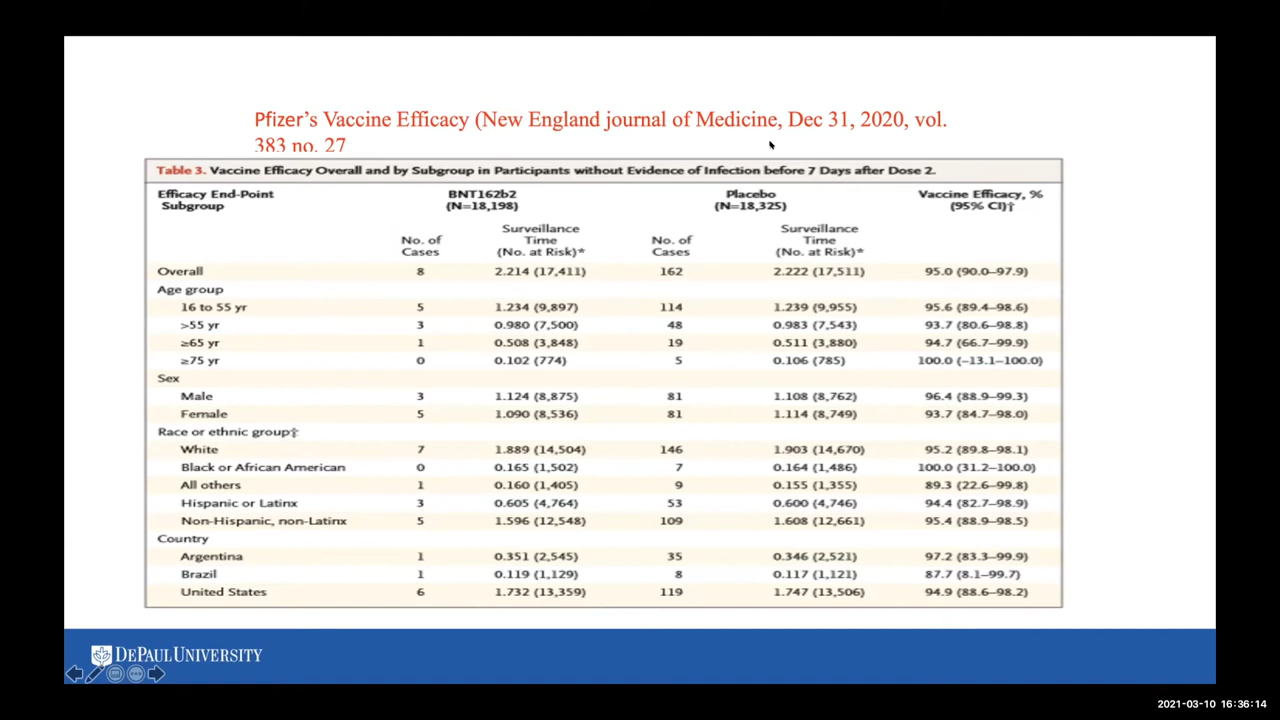 Pfizer's Vaccine Efficacy (New England journal of Medicine, Dec 31, 2020, vol.
383 no. 27
Table 3. Vaccine Efficacy Overall and by Subgroup in Participants without Evidence of Infection before 7 Days after Dose 2.
Efficacy End-Point Subgroup BNT162b2 (N=18,198) Placebo (N=18,325) Vaccine Efficacy, % (95% CI)†
No. of Cases Surveillance Time (No. at Risk)* No. of Cases Surveillance Time (No. at Risk)*
Overall 8 2.214 (17,411) 162 2.222 (17,511) 95.0 (90.0–97.9)
Age group
16 to 55 yr 5 1.234 (9,897) 114 1.239 (9,955) 95.6 (89.4–98.6)
>55 yr 3 0.980 (7,500) 48 0.983 (7,543) 93.7 (80.6–98.8)
≥65 yr 1 0.508 (3,848) 19 0.511 (3,880) 94.7 (66.7–99.9)
≥75 yr 0 0.102 (774) 5 0.106 (785) 100.0 (−13.1–100.0)
Sex
Male 3 1.124 (8,875) 81 1.108 (8,762) 96.4 (88.9–99.3)
Female 5 1.090 (8,536) 81 1.114 (8,749) 93.7 (84.7–98.0)
Race or ethnic group‡
White 7 1.889 (14,504) 146 1.903 (14,670) 95.2 (89.8–98.1)
Black or African American 0 0.165 (1,502) 7 0.164 (1,486) 100.0 (31.2–100.0)
All others 1 0.160 (1,405) 9 0.155 (1,355) 89.3 (22.6–99.8)
Hispanic or Latinx 3 0.605 (4,764) 53 0.600 (4,746) 94.4 (82.7–98.9)
Non-Hispanic, non-Latinx 5 1.596 (12,548) 109 1.608 (12,661) 95.4 (88.9–98.5)
Country
Argentina 1 0.351 (2,545) 35 0.346 (2,521) 97.2 (83.3–99.9)
Brazil 1 0.119 (1,129) 8 0.117 (1,121) 87.7 (8.1–99.7)
United States 6 1.732 (13,359) 119 1.747 (13,506) 94.9 (88.6–98.2)
DEPAUL UNIVERSITY
2021-03-10 16:36:14